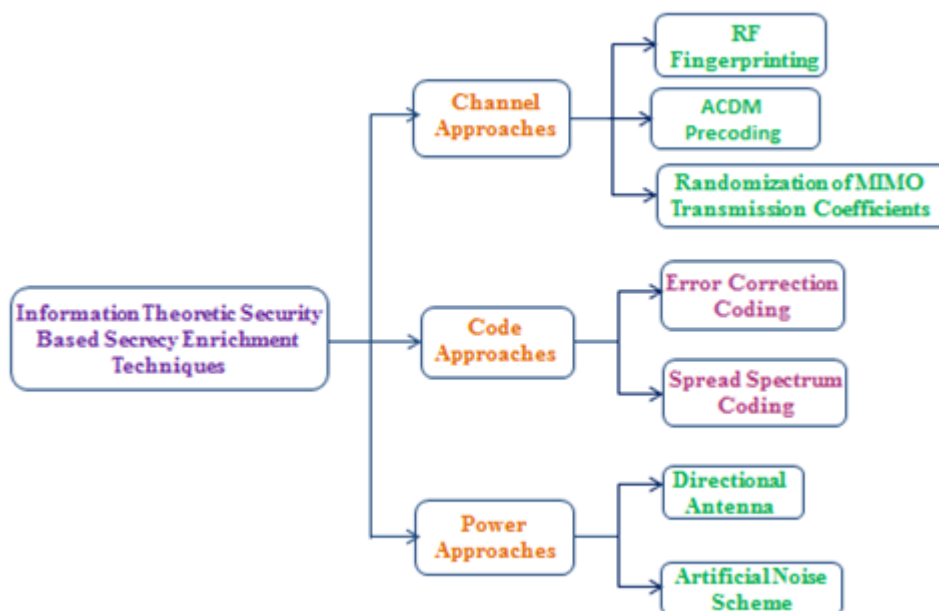 Information Theoretic Security
Based Secrecy Enrichment
Techniques
Channel
Approaches
RF
Fingerprinting
ACDM
Precoding
Randomization of MIMO
Transmission Coefficients
Code
Approaches
Error Correction
Coding
Spread Spectrum
Coding
Power
Approaches
Directional
Antenna
Artificial Noise
Scheme